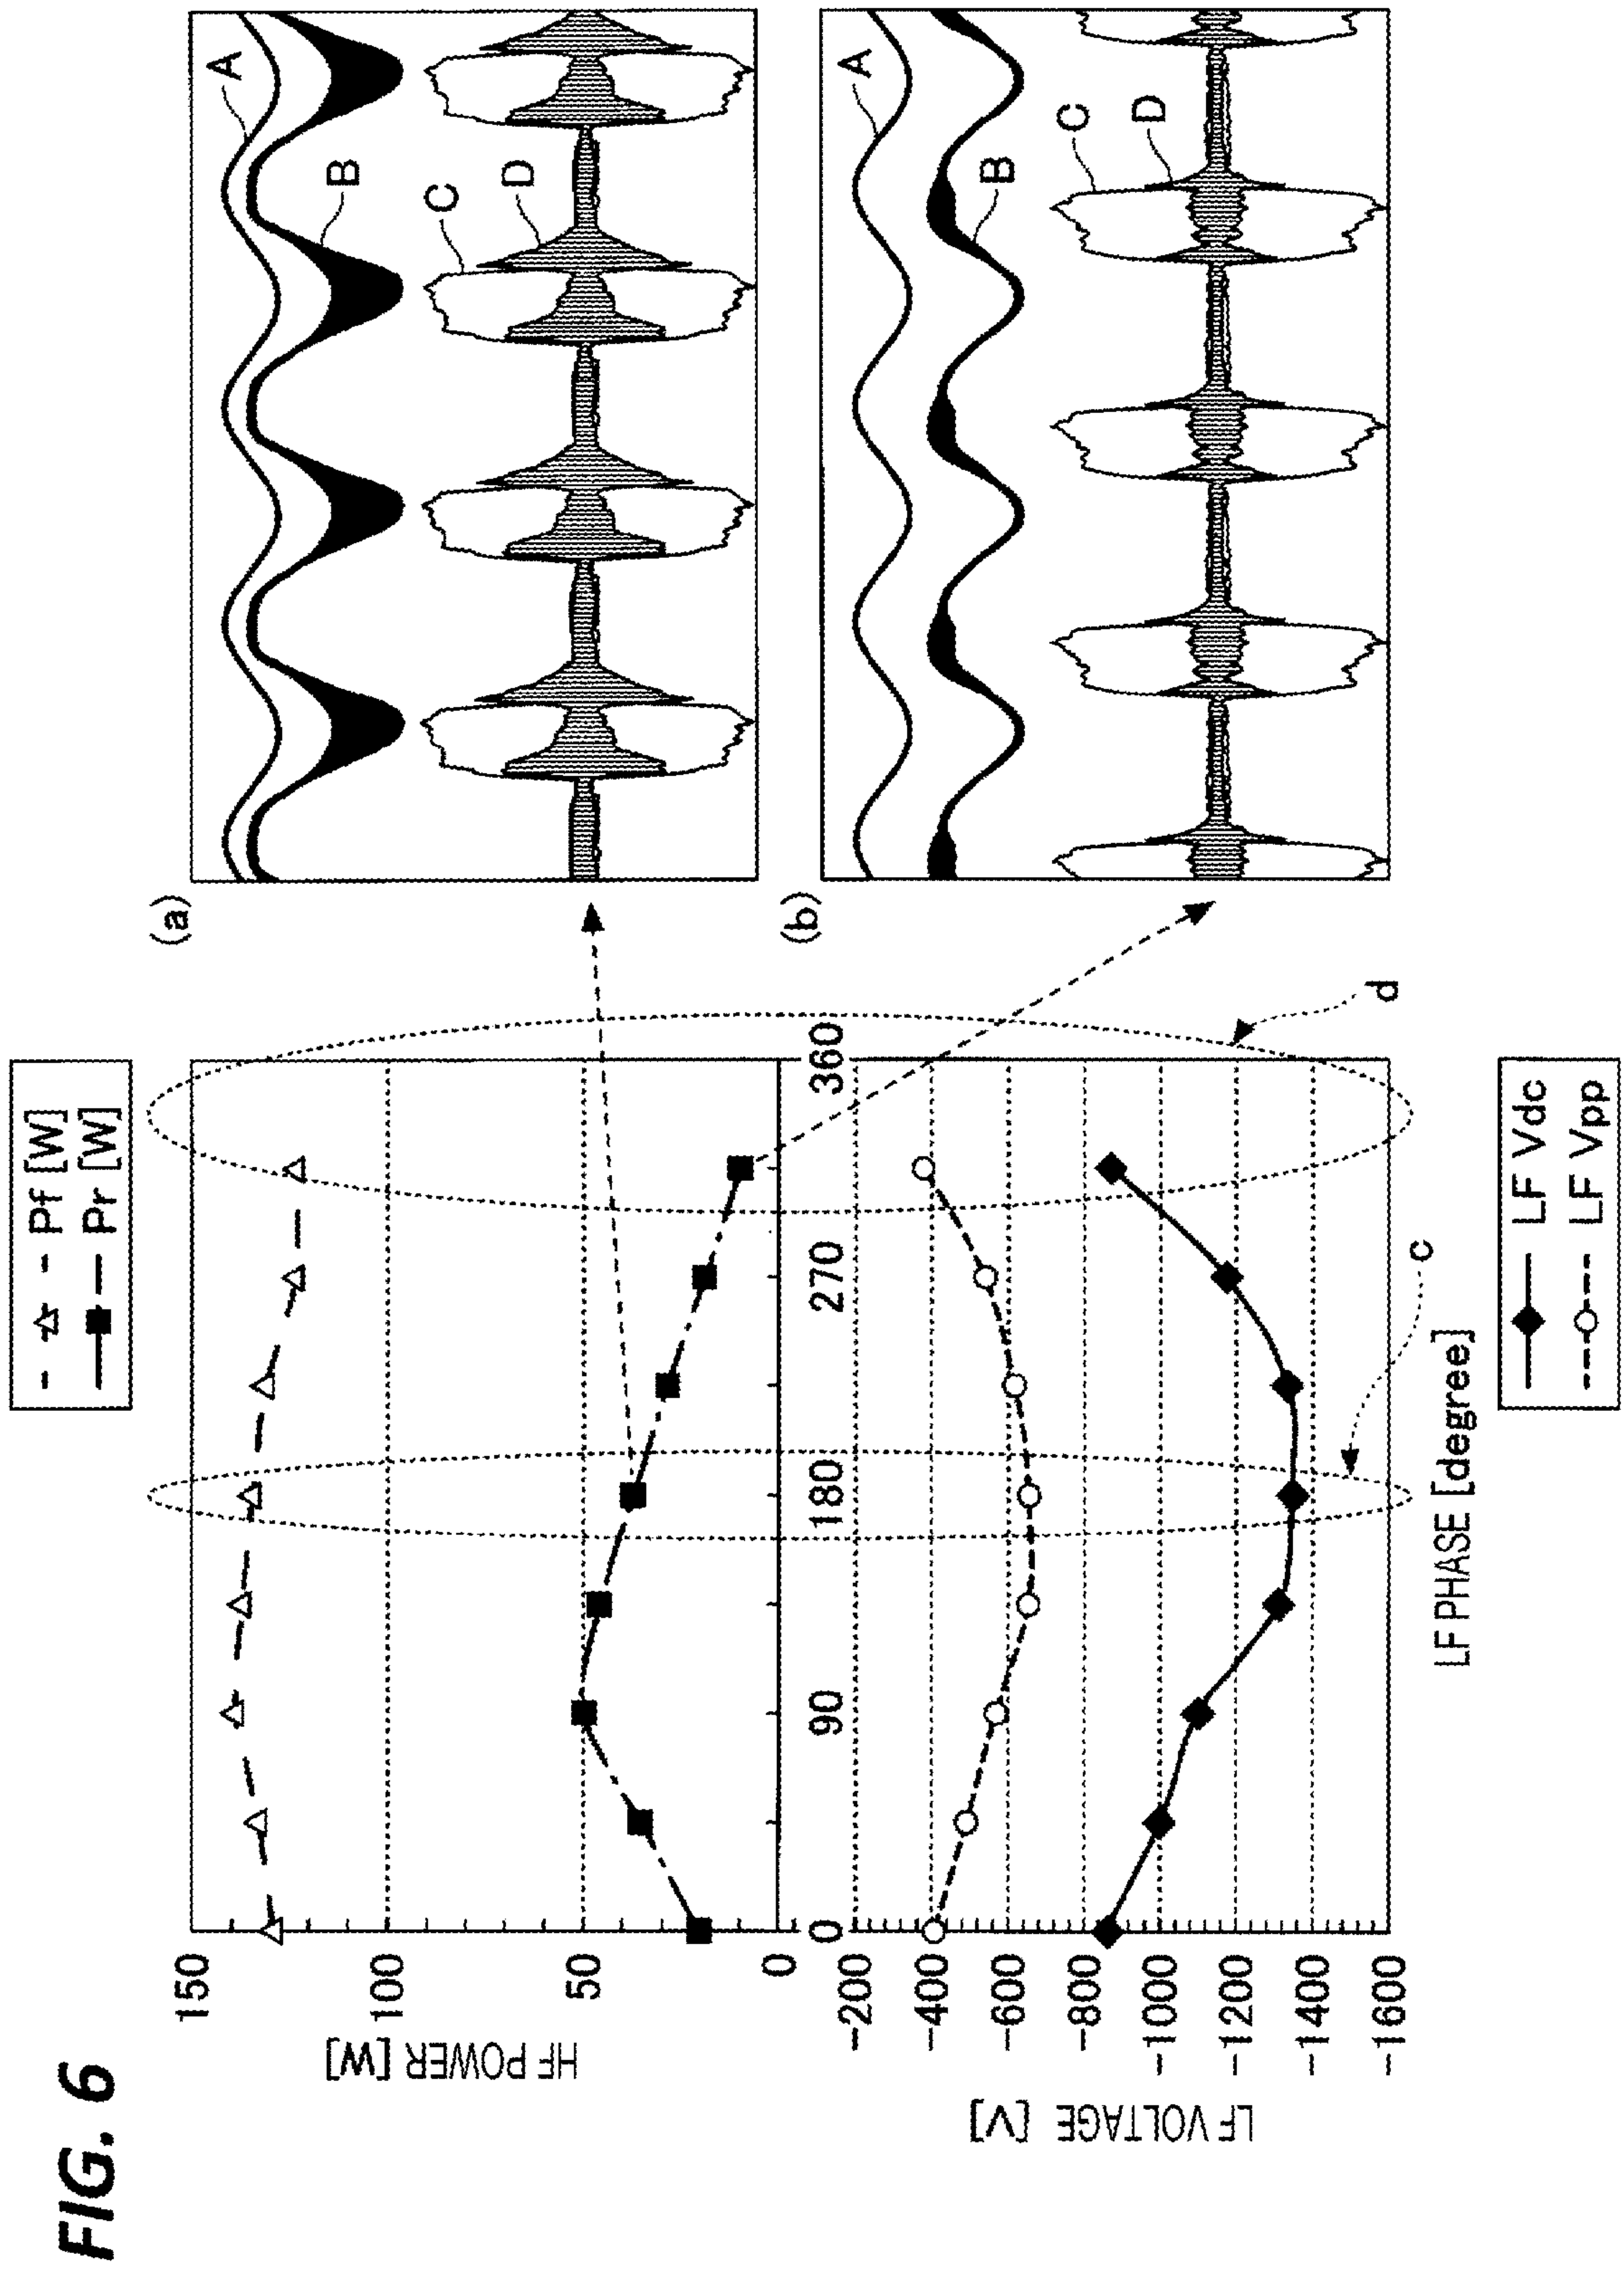 FIG. 6
- △ - Pf [W]
—■— Pr [W]
HF POWER [W]
150
100
50
0
LF VOLTAGE [V]
-200
-400
-600
-800
-1000
-1200
-1400
-1600
0
90
180
270
360
LF PHASE [degree]
c
d
LF Vdc
LF Vpp
(a)
A
B
C
D
(b)
A
B
C
D